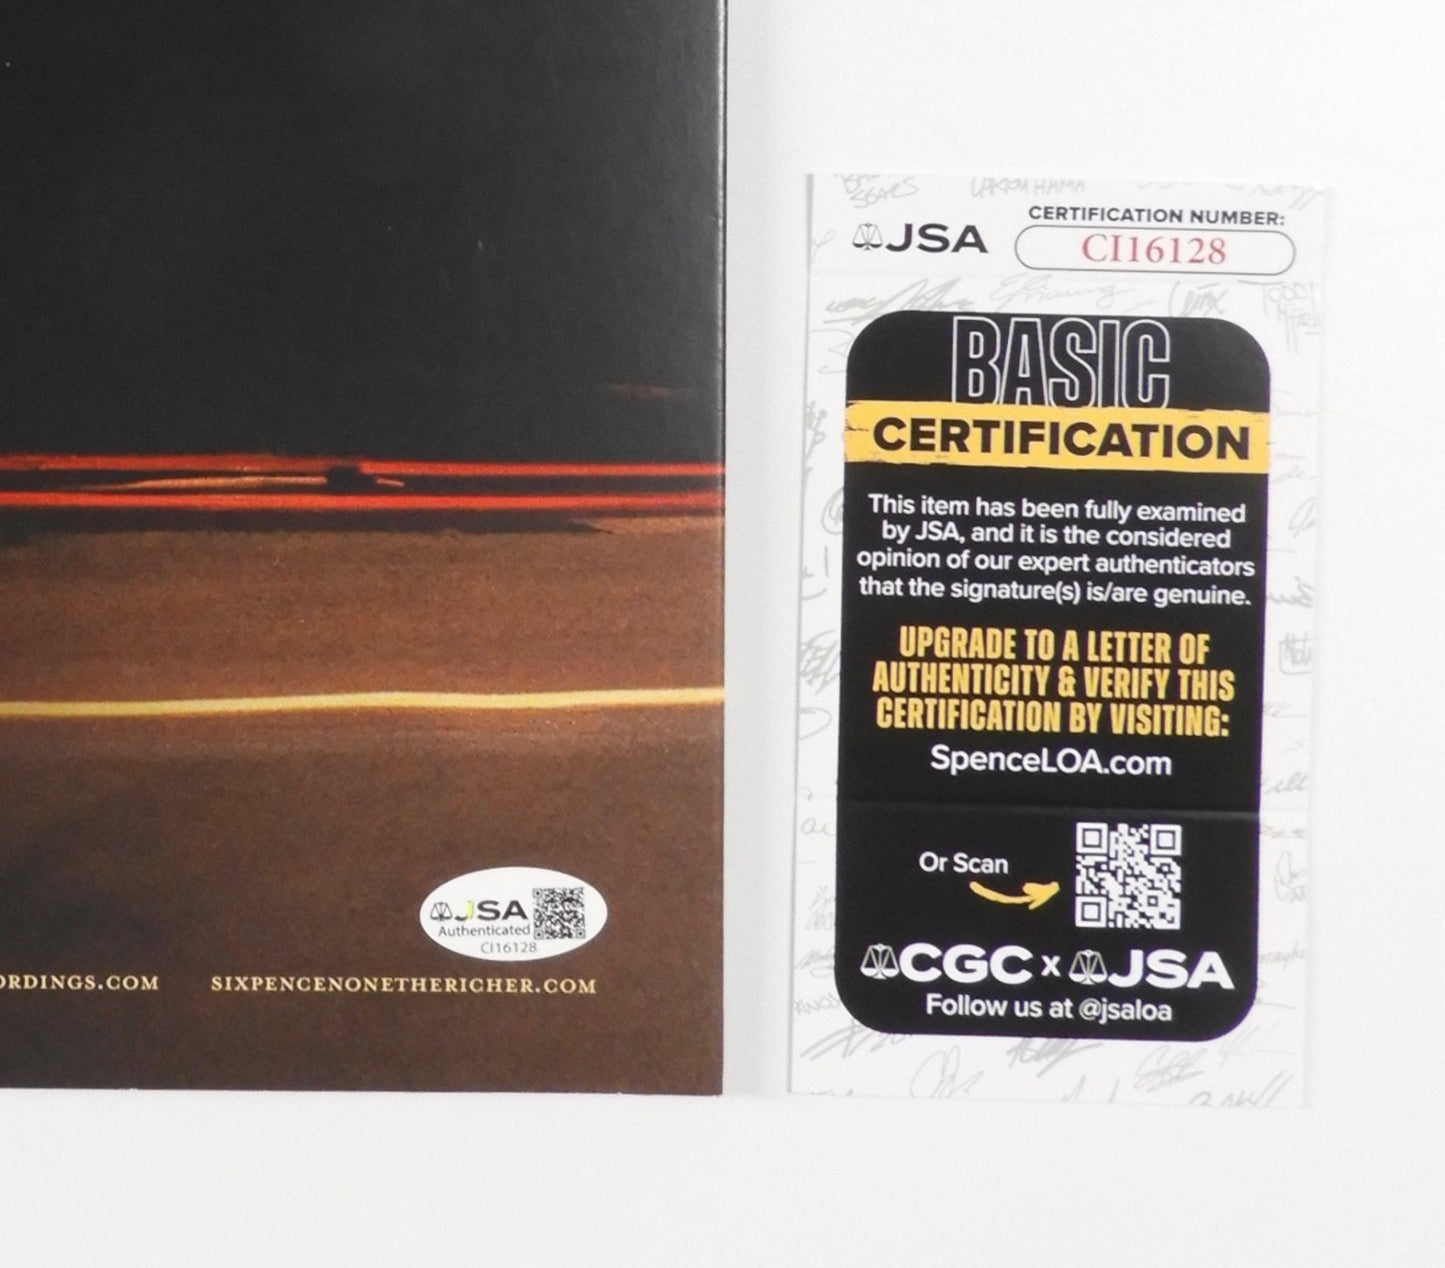 JSA
CERTIFICATION NUMBER:
CI16128
BASIC
CERTIFICATION
This item has been fully examined
by JSA, and it is the considered
opinion of our expert authenticators
that the signature(s) is/are genuine.
UPGRADE TO A LETTER OF
AUTHENTICITY & VERIFY THIS
CERTIFICATION BY VISITING:
SpenceLOA.com
Or Scan
CGC x JSA
Follow us at @jsaloa
JSA
Authenticated
CI16128
ORDINGS.COM SIXPENCENONETHERICHER.COM